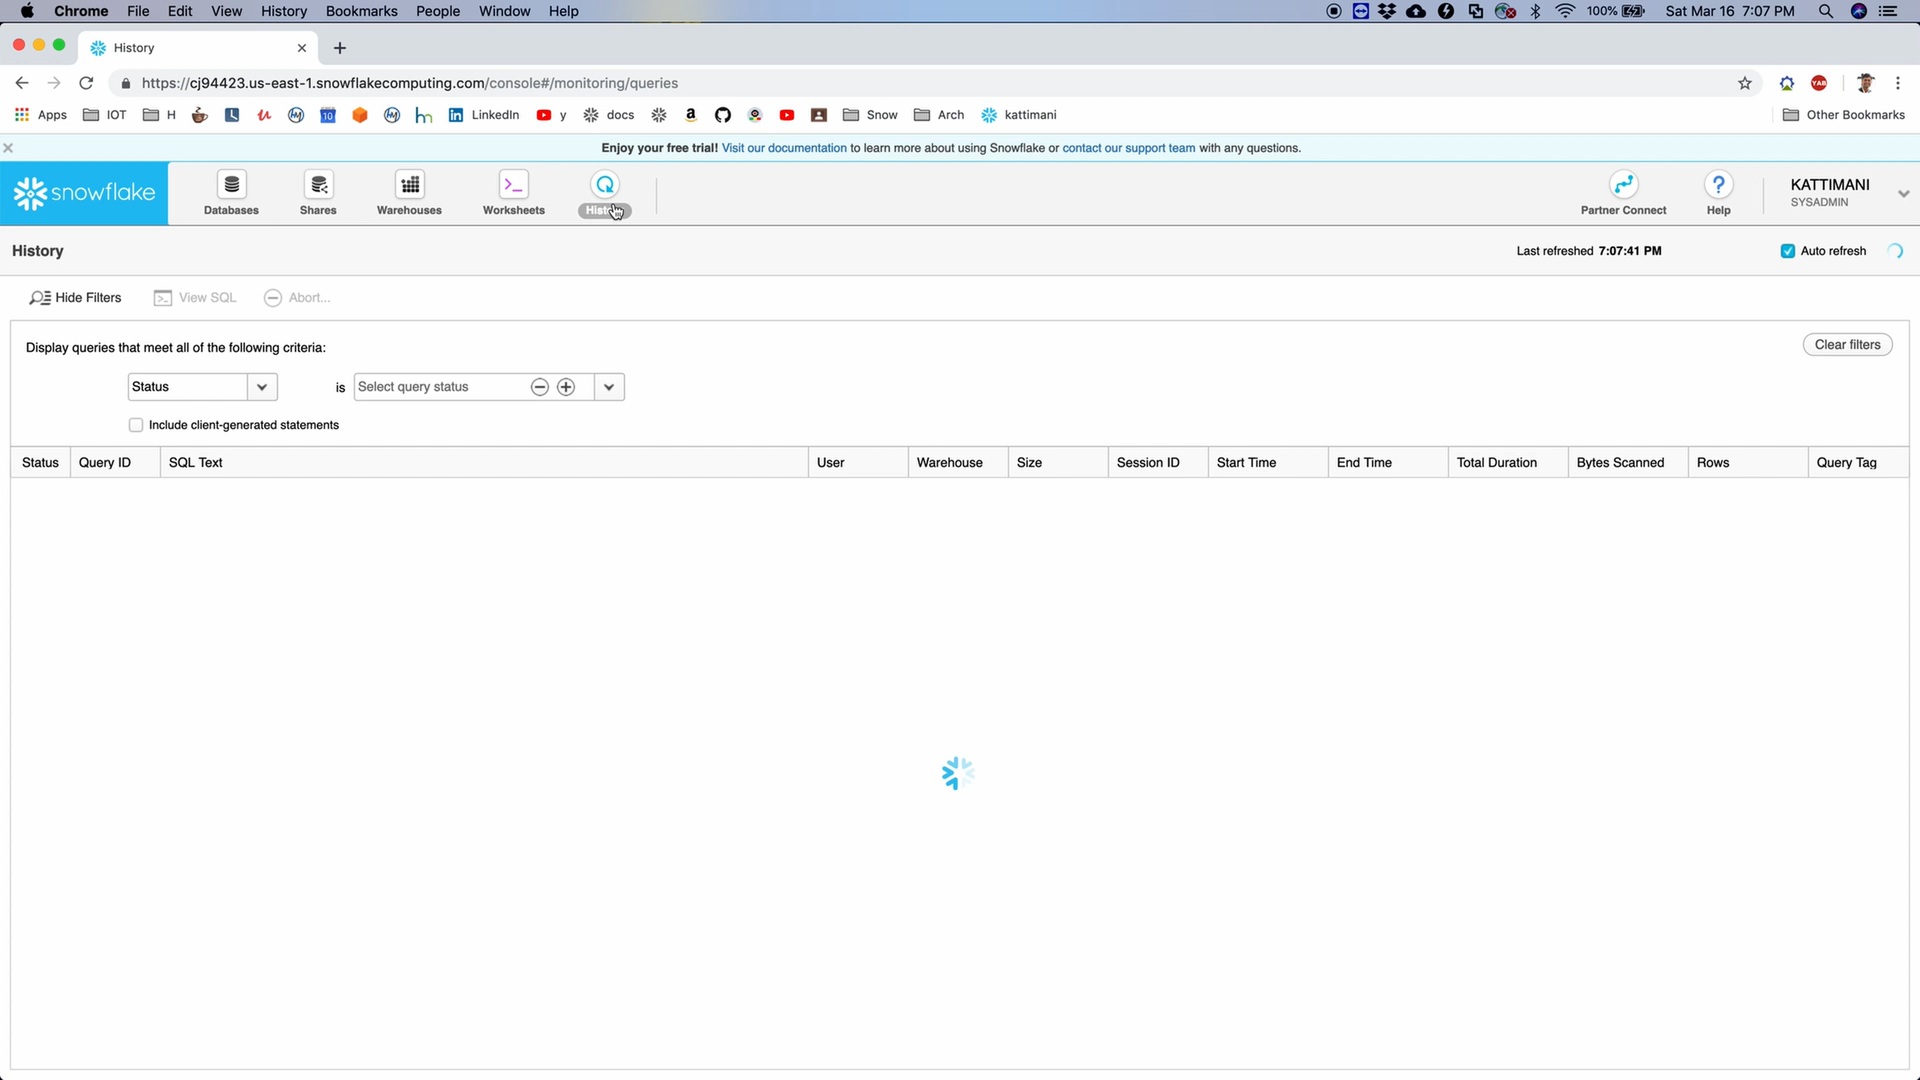 Chrome File Edit View History Bookmarks People Window Help 100% Sat Mar 16 7:07 PM
History
https://cj94423.us-east-1.snowflakecomputing.com/console#/monitoring/queries
Apps IOT H 10 LinkedIn y docs Snow Arch kattimani Other Bookmarks
Enjoy your free trial! Visit our documentation to learn more about using Snowflake or contact our support team with any questions.
snowflake Databases Shares Warehouses Worksheets History Partner Connect Help KATTIMANI
SYSADMIN
History Last refreshed 7:07:41 PM Auto refresh
Hide Filters View SQL Abort...
Display queries that meet all of the following criteria: Clear filters
Status is Select query status
Include client-generated statements
Status Query ID SQL Text User Warehouse Size Session ID Start Time End Time Total Duration Bytes Scanned Rows Query Tag